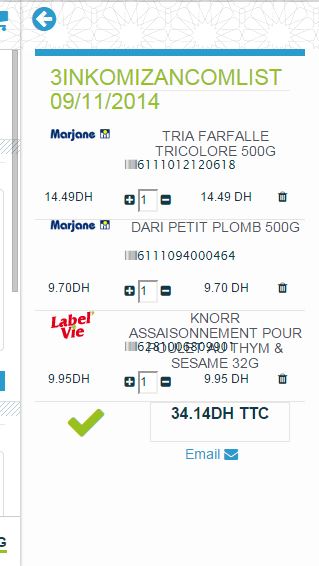 3INKOMIZANCOMLIST
09/11/2014
Marjane
TRIA FARFALLE
TRICOLORE 500G
6111012120618
14.49DH
1
14.49 DH
Marjane
DARI PETIT PLOMB 500G
6111094000464
9.70DH
1
9.70 DH
Label'
Vie
KNORR
ASSAISONNEMENT POUR
POULET AU THYM &
6281006809901
SESAME 32G
9.95DH
1
9.95 DH
34.14DH TTC
Email
G